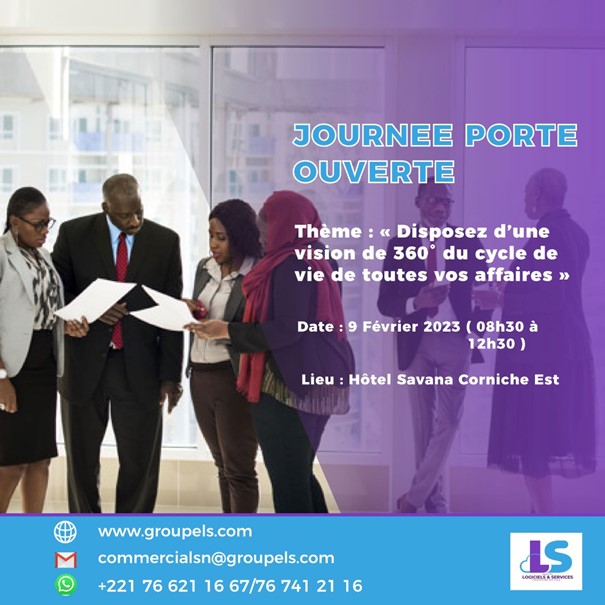 JOURNEE PORTE
OUVERTE
Thème : « Disposez d'une
vision de 360° du cycle de
vie de toutes vos affaires »
Date : 9 Février 2023 ( 08h30 à
12h30 )
Lieu : Hôtel Savana Corniche Est
www.groupels.com
commercialsn@groupels.com
+221 76 621 16 67/76 741 21 16
LS
LOGICIELS & SERVICES